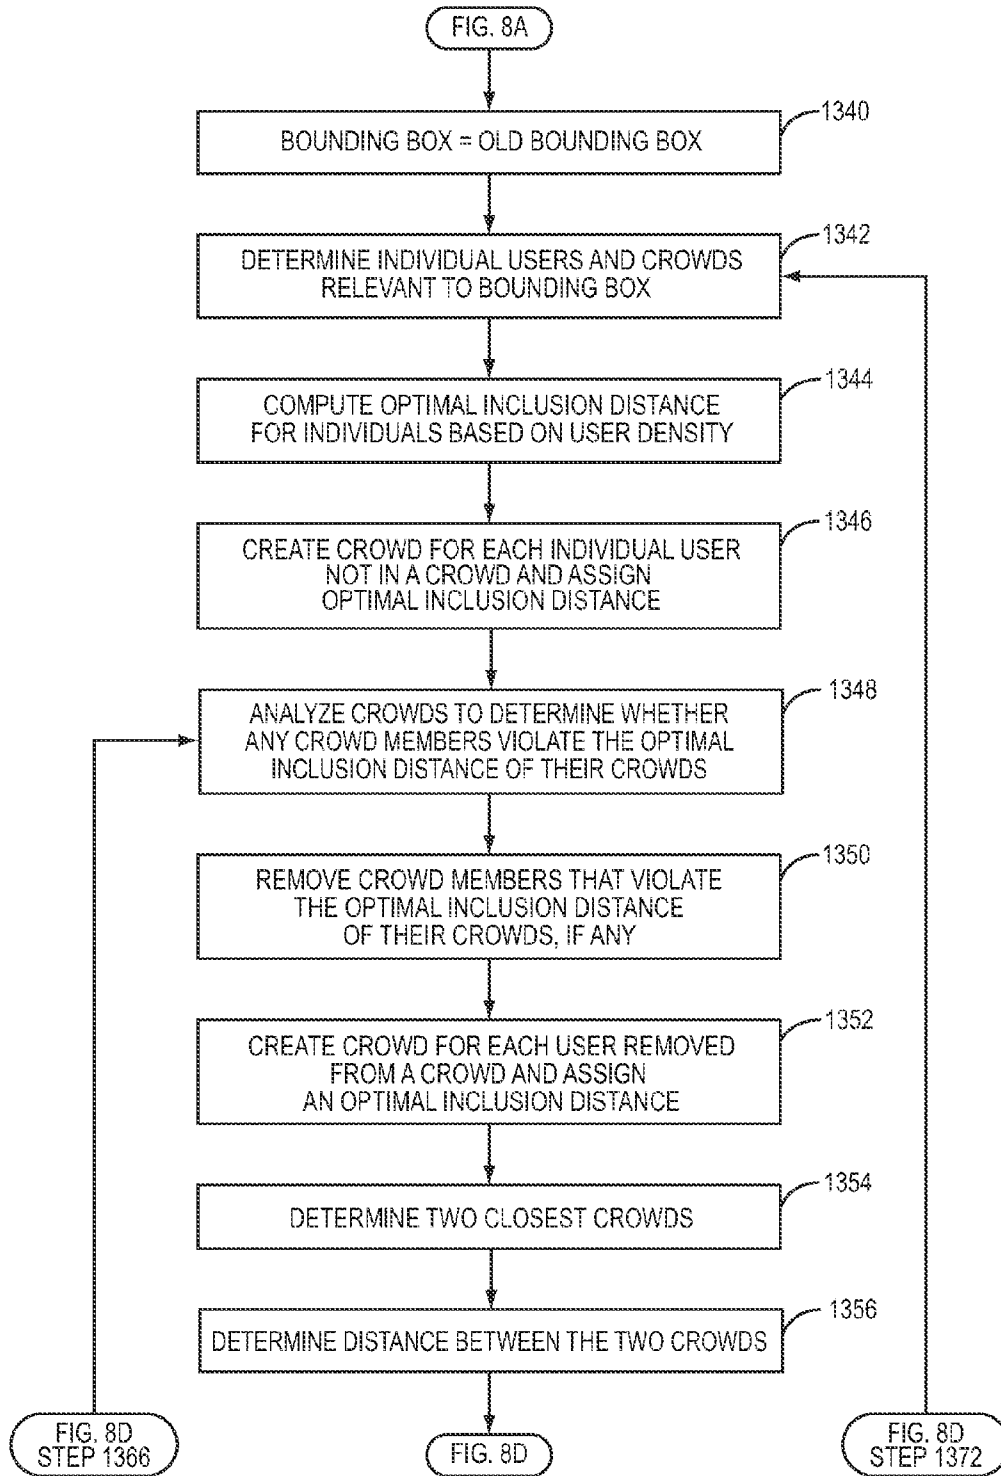 FIG. 8A
1340
BOUNDING BOX = OLD BOUNDING BOX
1342
DETERMINE INDIVIDUAL USERS AND CROWDS
RELEVANT TO BOUNDING BOX
1344
COMPUTE OPTIMAL INCLUSION DISTANCE
FOR INDIVIDUALS BASED ON USER DENSITY
1346
CREATE CROWD FOR EACH INDIVIDUAL USER
NOT IN A CROWD AND ASSIGN
OPTIMAL INCLUSION DISTANCE
1348
ANALYZE CROWDS TO DETERMINE WHETHER
ANY CROWD MEMBERS VIOLATE THE OPTIMAL
INCLUSION DISTANCE OF THEIR CROWDS
1350
REMOVE CROWD MEMBERS THAT VIOLATE
THE OPTIMAL INCLUSION DISTANCE
OF THEIR CROWDS, IF ANY
1352
CREATE CROWD FOR EACH USER REMOVED
FROM A CROWD AND ASSIGN
AN OPTIMAL INCLUSION DISTANCE
1354
DETERMINE TWO CLOSEST CROWDS
1356
DETERMINE DISTANCE BETWEEN THE TWO CROWDS
FIG. 8D
STEP 1366
FIG. 8D
FIG. 8D
STEP 1372